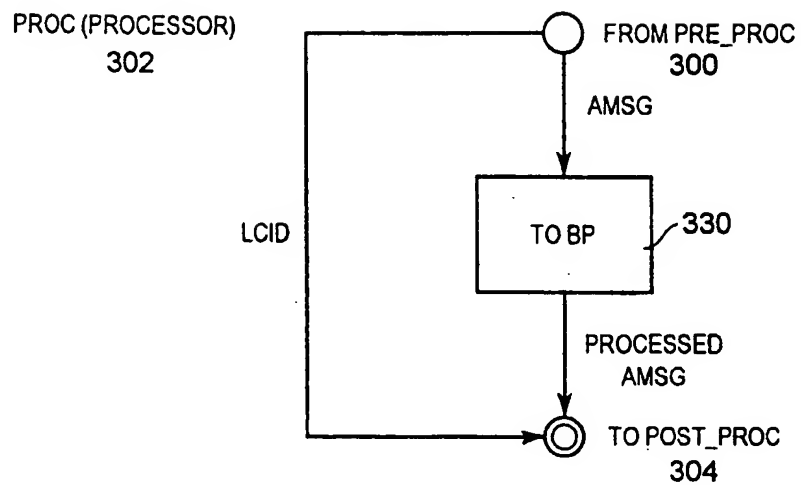 PROC (PROCESSOR)
302
FROM PRE_PROC
300
AMSG
LCID
TO BP
330
PROCESSED
AMSG
TO POST_PROC
304